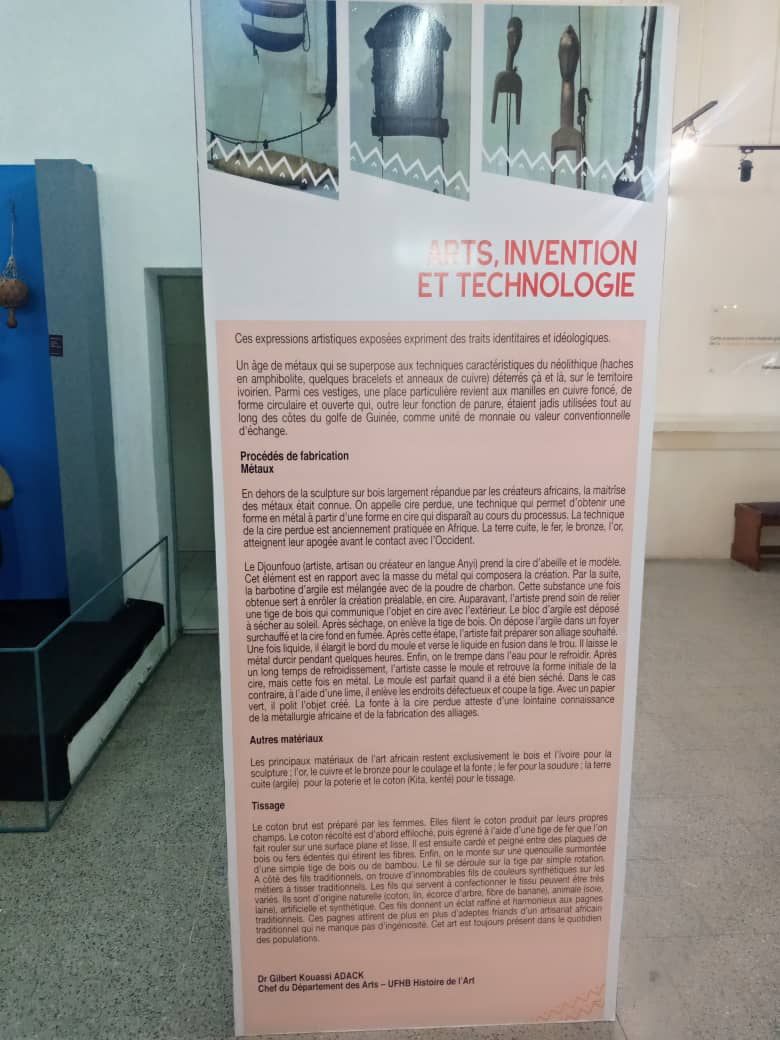 ARTS, INVENTION
ET TECHNOLOGIE
Ces expressions artistiques exposées expriment des traits identitaires et idéologiques.
Un âge de métaux qui se superpose aux techniques caractéristiques du néolithique (haches
en amphibolite, quelques bracelets et anneaux de cuivre) déterrés çà et là, sur le territoire
ivoirien. Parmi ces vestiges, une place particulière revient aux manilles en cuivre foncé, de
forme circulaire et ouverte qui, outre leur fonction de parure, étaient jadis utilisées tout au
long des côtes du golfe de Guinée, comme unité de monnaie ou valeur conventionnelle
d'échange.
Procédés de fabrication
Métaux
En dehors de la sculpture sur bois largement répandue par les créateurs africains, la maitrîse
des métaux était connue. On appelle cire perdue, une technique qui permet d'obtenir une
forme en métal à partir d'une forme en cire qui disparaît au cours du processus. La technique
de la cire perdue est anciennement pratiquée en Afrique. La terre cuite, le fer, le bronze, l'or,
atteignent leur apogée avant le contact avec l'Occident.
Le Djounfouo (artiste, artisan ou créateur en langue Anyi) prend la cire d'abeille et le modèle.
Cet élément est en rapport avec la masse du métal qui composera la création. Par la suite,
la barbotine d'argile est mélangée avec de la poudre de charbon. Cette substance une fois
obtenue sert à enrôler la création préalable, en cire. Auparavant, l'artiste prend soin de relier
une tige de bois qui communique l'objet en cire avec l'extérieur. Le bloc d'argile est déposé
à sécher au soleil. Après séchage, on enlève la tige de bois. On dépose l'argile dans un foyer
surchauffé et la cire fond en fumée. Après cette étape, l'artiste fait préparer son alliage souhaité.
Une fois liquide, il élargit le bord du moule et verse le liquide en fusion dans le trou. Il laisse le
métal durcir pendant quelques heures. Enfin, on le trempe dans l'eau pour le refroidir. Après
un long temps de refroidissement, l'artiste casse le moule et retrouve la forme initiale de la
cire, mais cette fois en métal. Le moule est parfait quand il a été bien séché. Dans le cas
contraire, à l'aide d'une lime, il enlève les endroits défectueux et coupe la tige. Avec un papier
vert, il polit l'objet créé. La fonte à la cire perdue atteste d'une lointaine connaissance
de la métallurgie africaine et de la fabrication des alliages.
Autres matériaux
Les principaux matériaux de l'art africain restent exclusivement le bois et l'ivoire pour la
sculpture ; l'or, le cuivre et le bronze pour le coulage et la fonte ; le fer pour la soudure ; la terre
cuite (argile) pour la poterie et le coton (Kita, kenté) pour le tissage.
Tissage
Le coton brut est préparé par les femmes. Elles filent le coton produit par leurs propres
champs. Le coton récolté est d'abord effiloché, puis égrené à l'aide d'une tige de fer que l'on
fait rouler sur une surface plane et lisse. Il est ensuite cardé et peigné entre des plaques de
bois ou fers édentés qui étirent les fibres. Enfin, on le monte sur une quenouille surmontée
d'une simple tige de bois ou de bambou. Le fil se déroule sur la tige par simple rotation.
A côté des fils traditionnels, on trouve d'innombrables fils de couleurs synthétiques sur les
métiers à tisser traditionnels. Les fils qui servent à confectionner le tissu peuvent être très
variés. Ils sont d'origine naturelle (coton, lin, écorce d'arbre, fibre de banane), animale (soie,
laine), artificielle et synthétique. Ces fils donnent un éclat raffiné et harmonieux aux pagnes
traditionnels. Ces pagnes attirent de plus en plus d'adeptes friands d'un artisanat africain
traditionnel qui ne manque pas d'ingéniosité. Cet art est toujours présent dans le quotidien
des populations.
Dr Gilbert Kouassi ADACK
Chef du Département des Arts – UFHB Histoire de l'Art